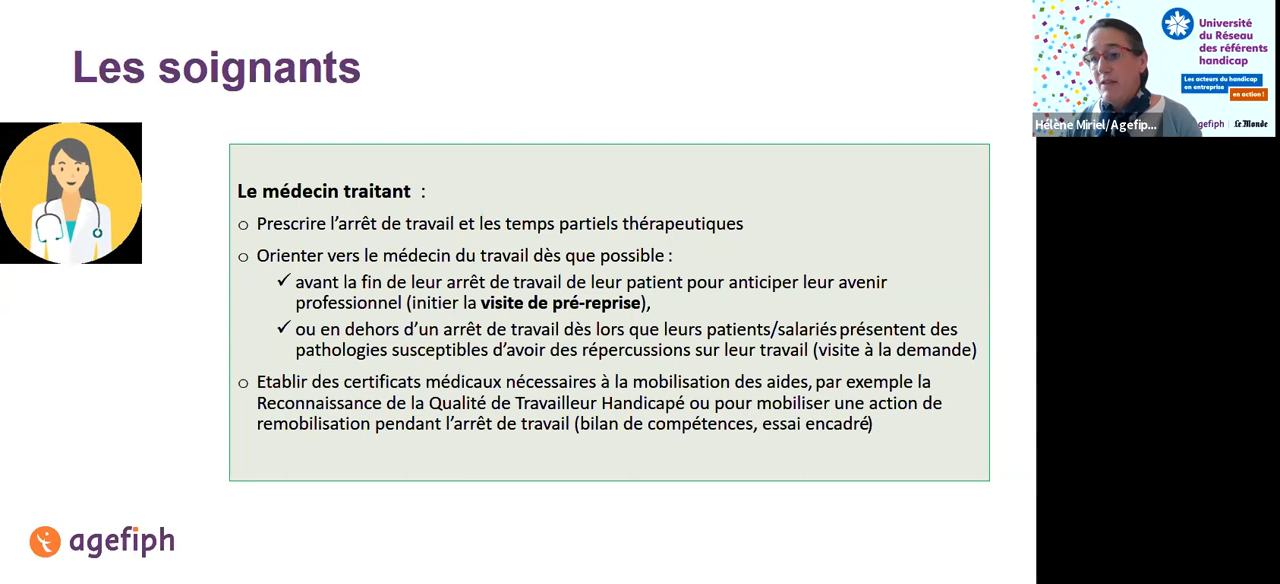 Les soignants
Le médecin traitant :
o Prescrire l’arrêt de travail et les temps partiels thérapeutiques
o Orienter vers le médecin du travail dès que possible :
✓ avant la fin de leur arrêt de travail de leur patient pour anticiper leur avenir
professionnel (initier la visite de pré-reprise),
✓ ou en dehors d’un arrêt de travail dès lors que leurs patients/salariés présentent des
pathologies susceptibles d’avoir des répercussions sur leur travail (visite à la demande)
o Etablir des certificats médicaux nécessaires à la mobilisation des aides, par exemple la
Reconnaissance de la Qualité de Travailleur Handicapé ou pour mobiliser une action de
remobilisation pendant l’arrêt de travail (bilan de compétences, essai encadré)
agefiph
Université
du Réseau
des référents
handicap
Les acteurs du handicap
en entreprise
en action !
Hélène Miriel/Agefip...
agefiph | Le Monde